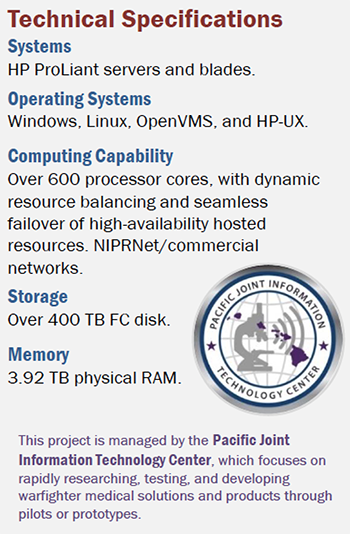 Technical Specifications
Systems
HP ProLiant servers and blades.
Operating Systems
Windows, Linux, OpenVMS, and HP-UX.
Computing Capability
Over 600 processor cores, with dynamic
resource balancing and seamless
failover of high-availability hosted
resources. NIPRNet/commercial
networks.
Storage
Over 400 TB FC disk.
Memory
3.92 TB physical RAM.
PACIFIC JOINT INFORMATION
TECHNOLOGY CENTER
This project is managed by the Pacific Joint
Information Technology Center, which focuses on
rapidly researching, testing, and developing
warfighter medical solutions and products through
pilots or prototypes.